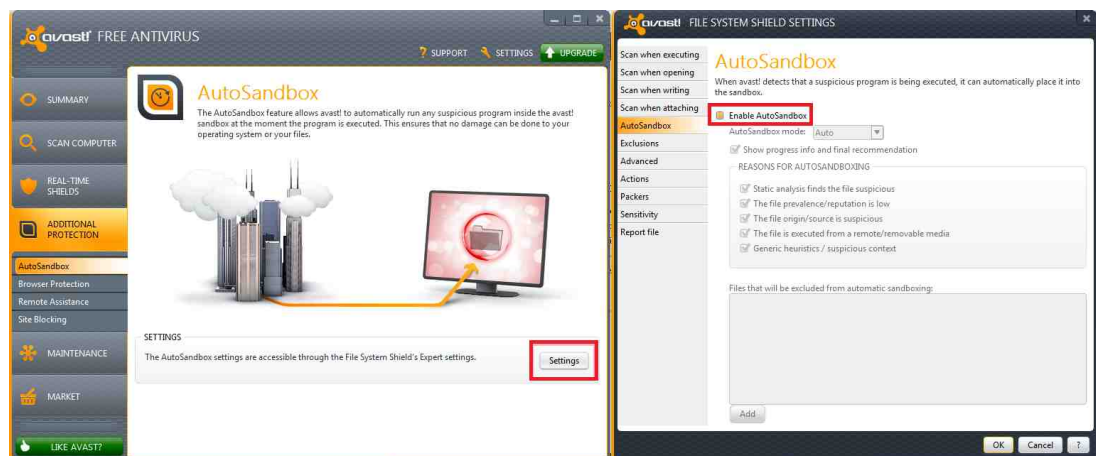 avast! FREE ANTIVIRUS
? SUPPORT SETTINGS UPGRADE
SUMMARY
SCAN COMPUTER
REAL-TIME
SHIELDS
ADDITIONAL
PROTECTION
AutoSandbox
Browser Protection
Remote Assistance
Site Blocking
MAINTENANCE
MARKET
LIKE AVAST?
AutoSandbox
The AutoSandbox feature allows avast! to automatically run any suspicious program inside the avast!
sandbox at the moment the program is executed. This ensures that no damage can be done to your
operating system or your files.
SETTINGS
The AutoSandbox settings are accessible through the File System Shield's Expert settings.
Settings
avast! FILE SYSTEM SHIELD SETTINGS
Scan when executing
Scan when opening
Scan when writing
Scan when attaching
AutoSandbox
Exclusions
Advanced
Actions
Packers
Sensitivity
Report file
AutoSandbox
When avast! detects that a suspicious program is being executed, it can automatically place it into
the sandbox.
Enable AutoSandbox
AutoSandbox mode: Auto
Show progress info and final recommendation
REASONS FOR AUTOSANDBOXING
Static analysis finds the file suspicious
The file prevalence/reputation is low
The file origin/source is suspicious
The file is executed from a remote/removable media
Generic heuristics / suspicious context
Files that will be excluded from automatic sandboxing:
Add
OK Cancel ?